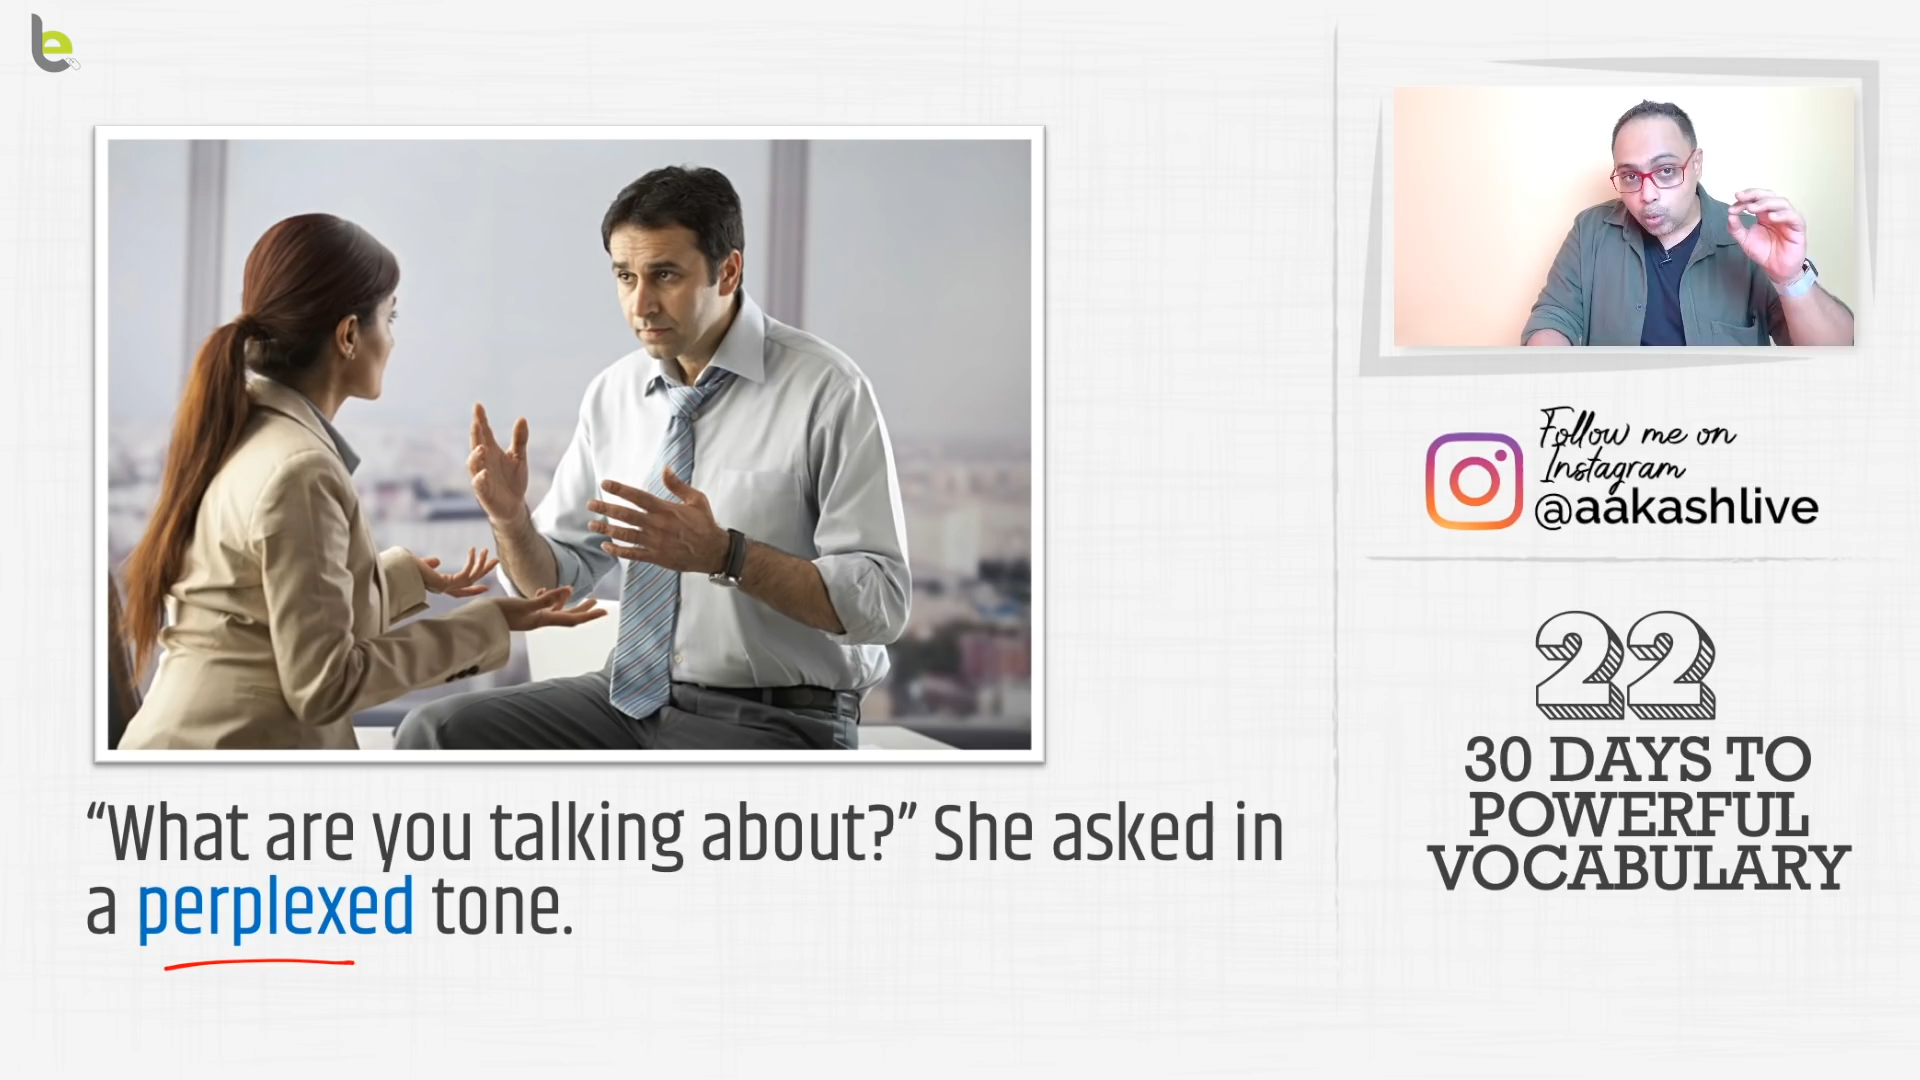 be
“What are you talking about?” She asked in
a perplexed tone.
Follow me on
Instagram
@aakashlive
22
30 DAYS TO
POWERFUL
VOCABULARY